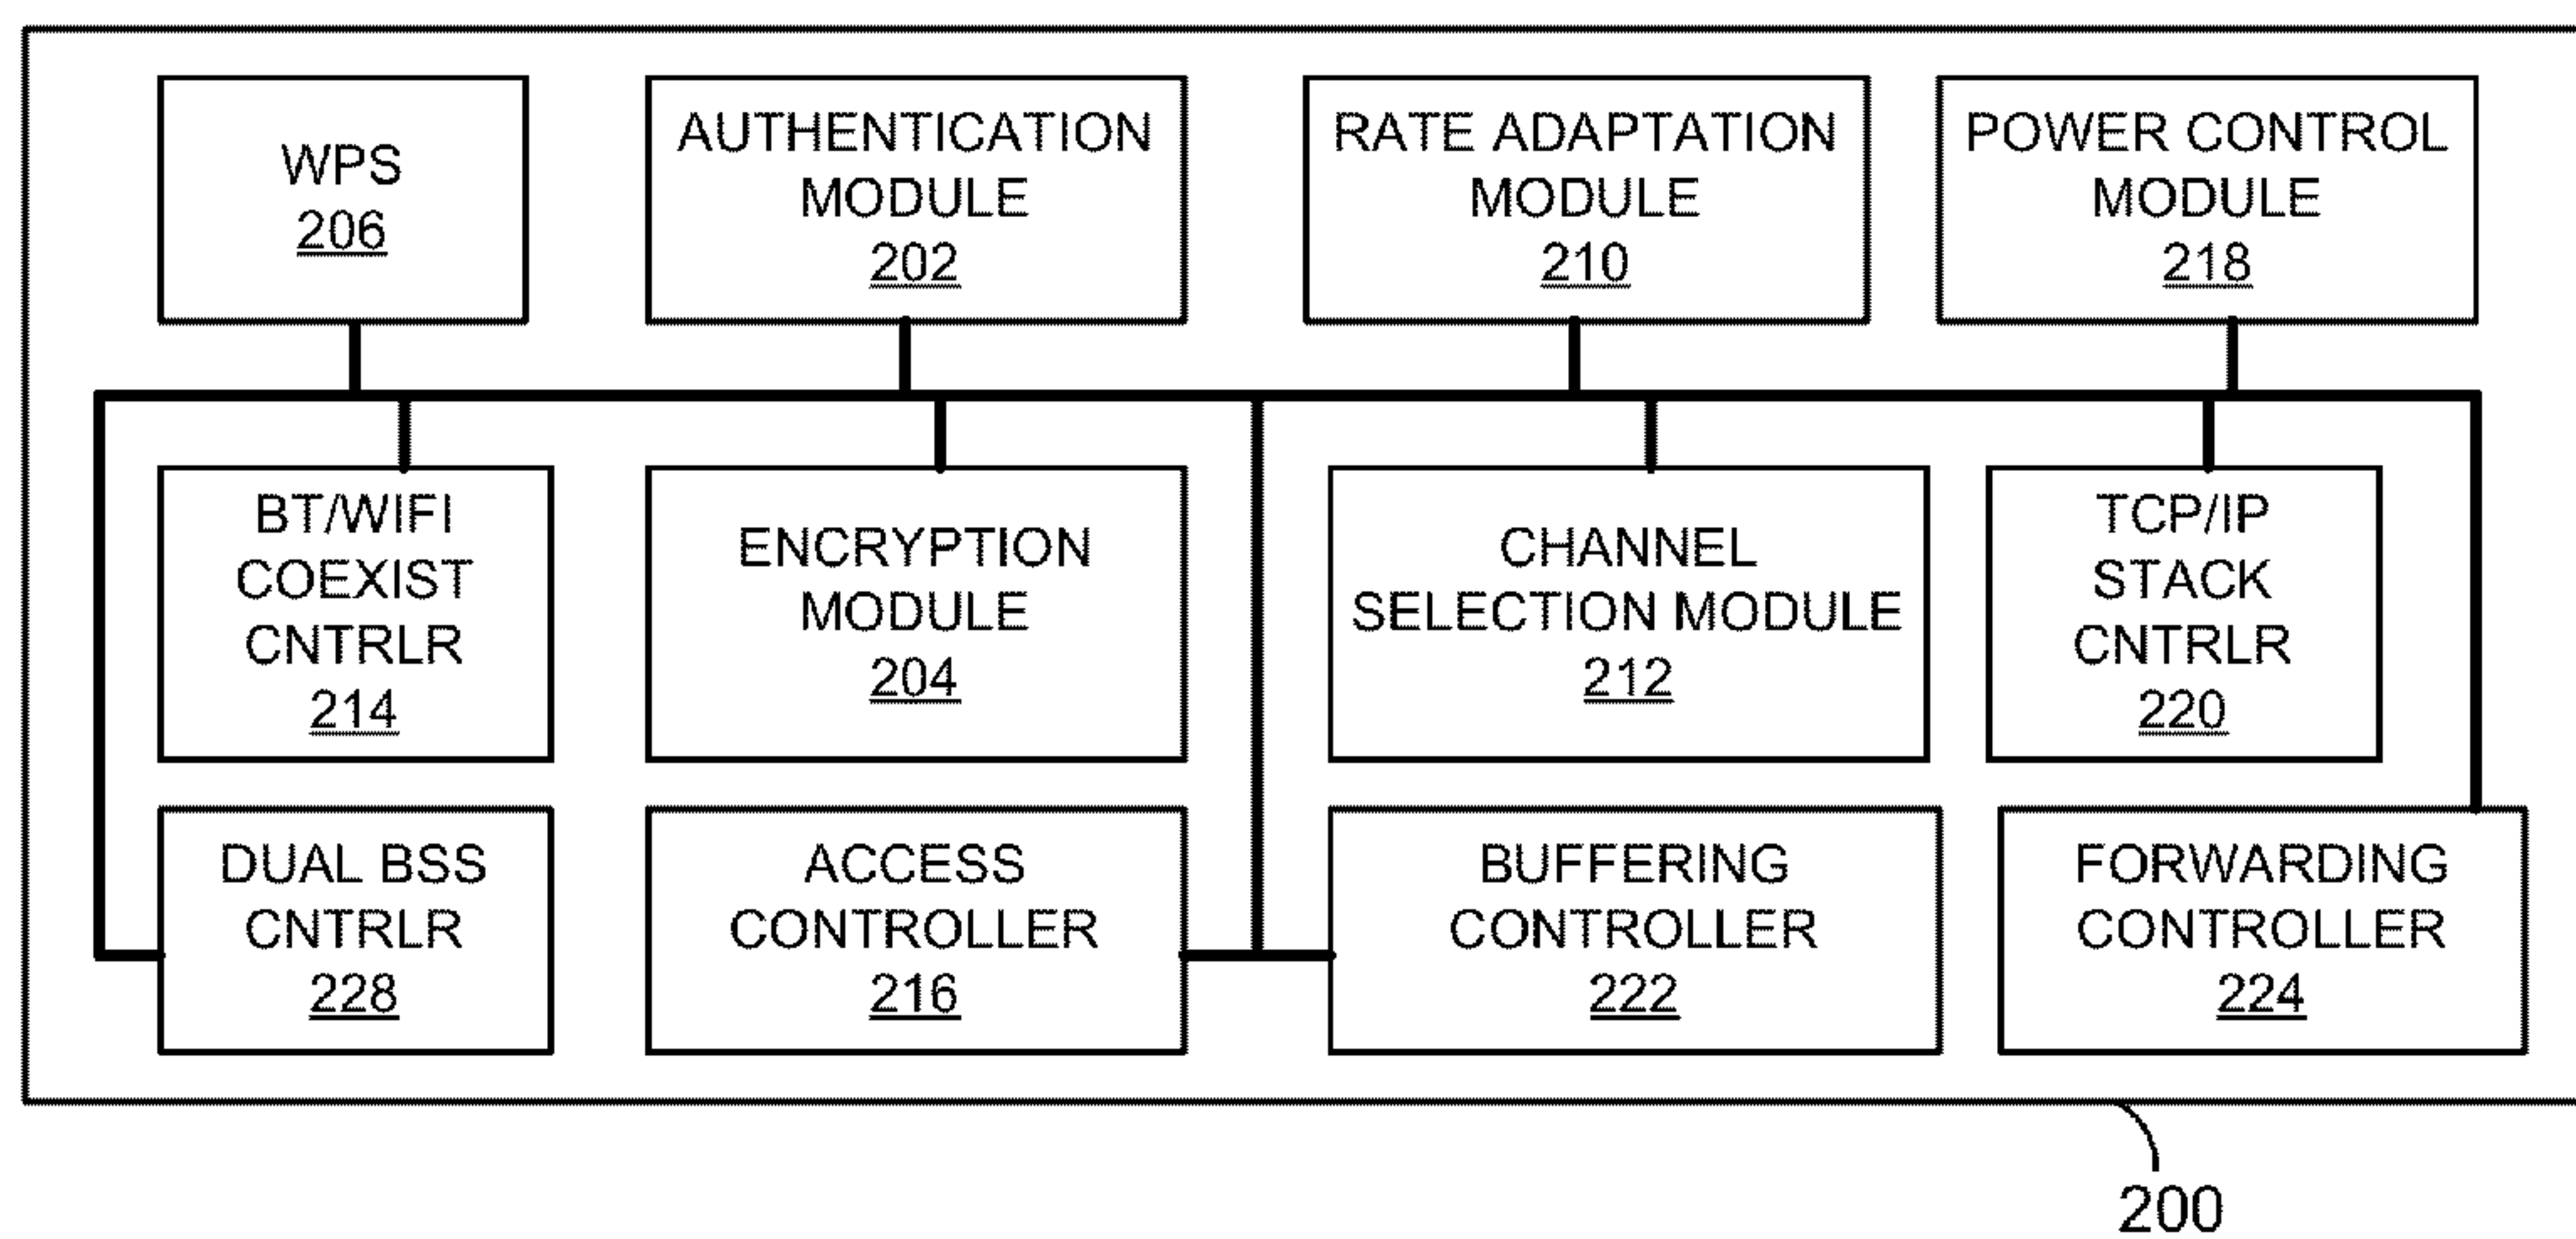 WPS
206
AUTHENTICATION
MODULE
202
RATE ADAPTATION
MODULE
210
POWER CONTROL
MODULE
218
BT/WIFI
COEXIST
CNTRLR
214
ENCRYPTION
MODULE
204
CHANNEL
SELECTION MODULE
212
TCP/IP
STACK
CNTRLR
220
DUAL BSS
CNTRLR
228
ACCESS
CONTROLLER
216
BUFFERING
CONTROLLER
222
FORWARDING
CONTROLLER
224
200